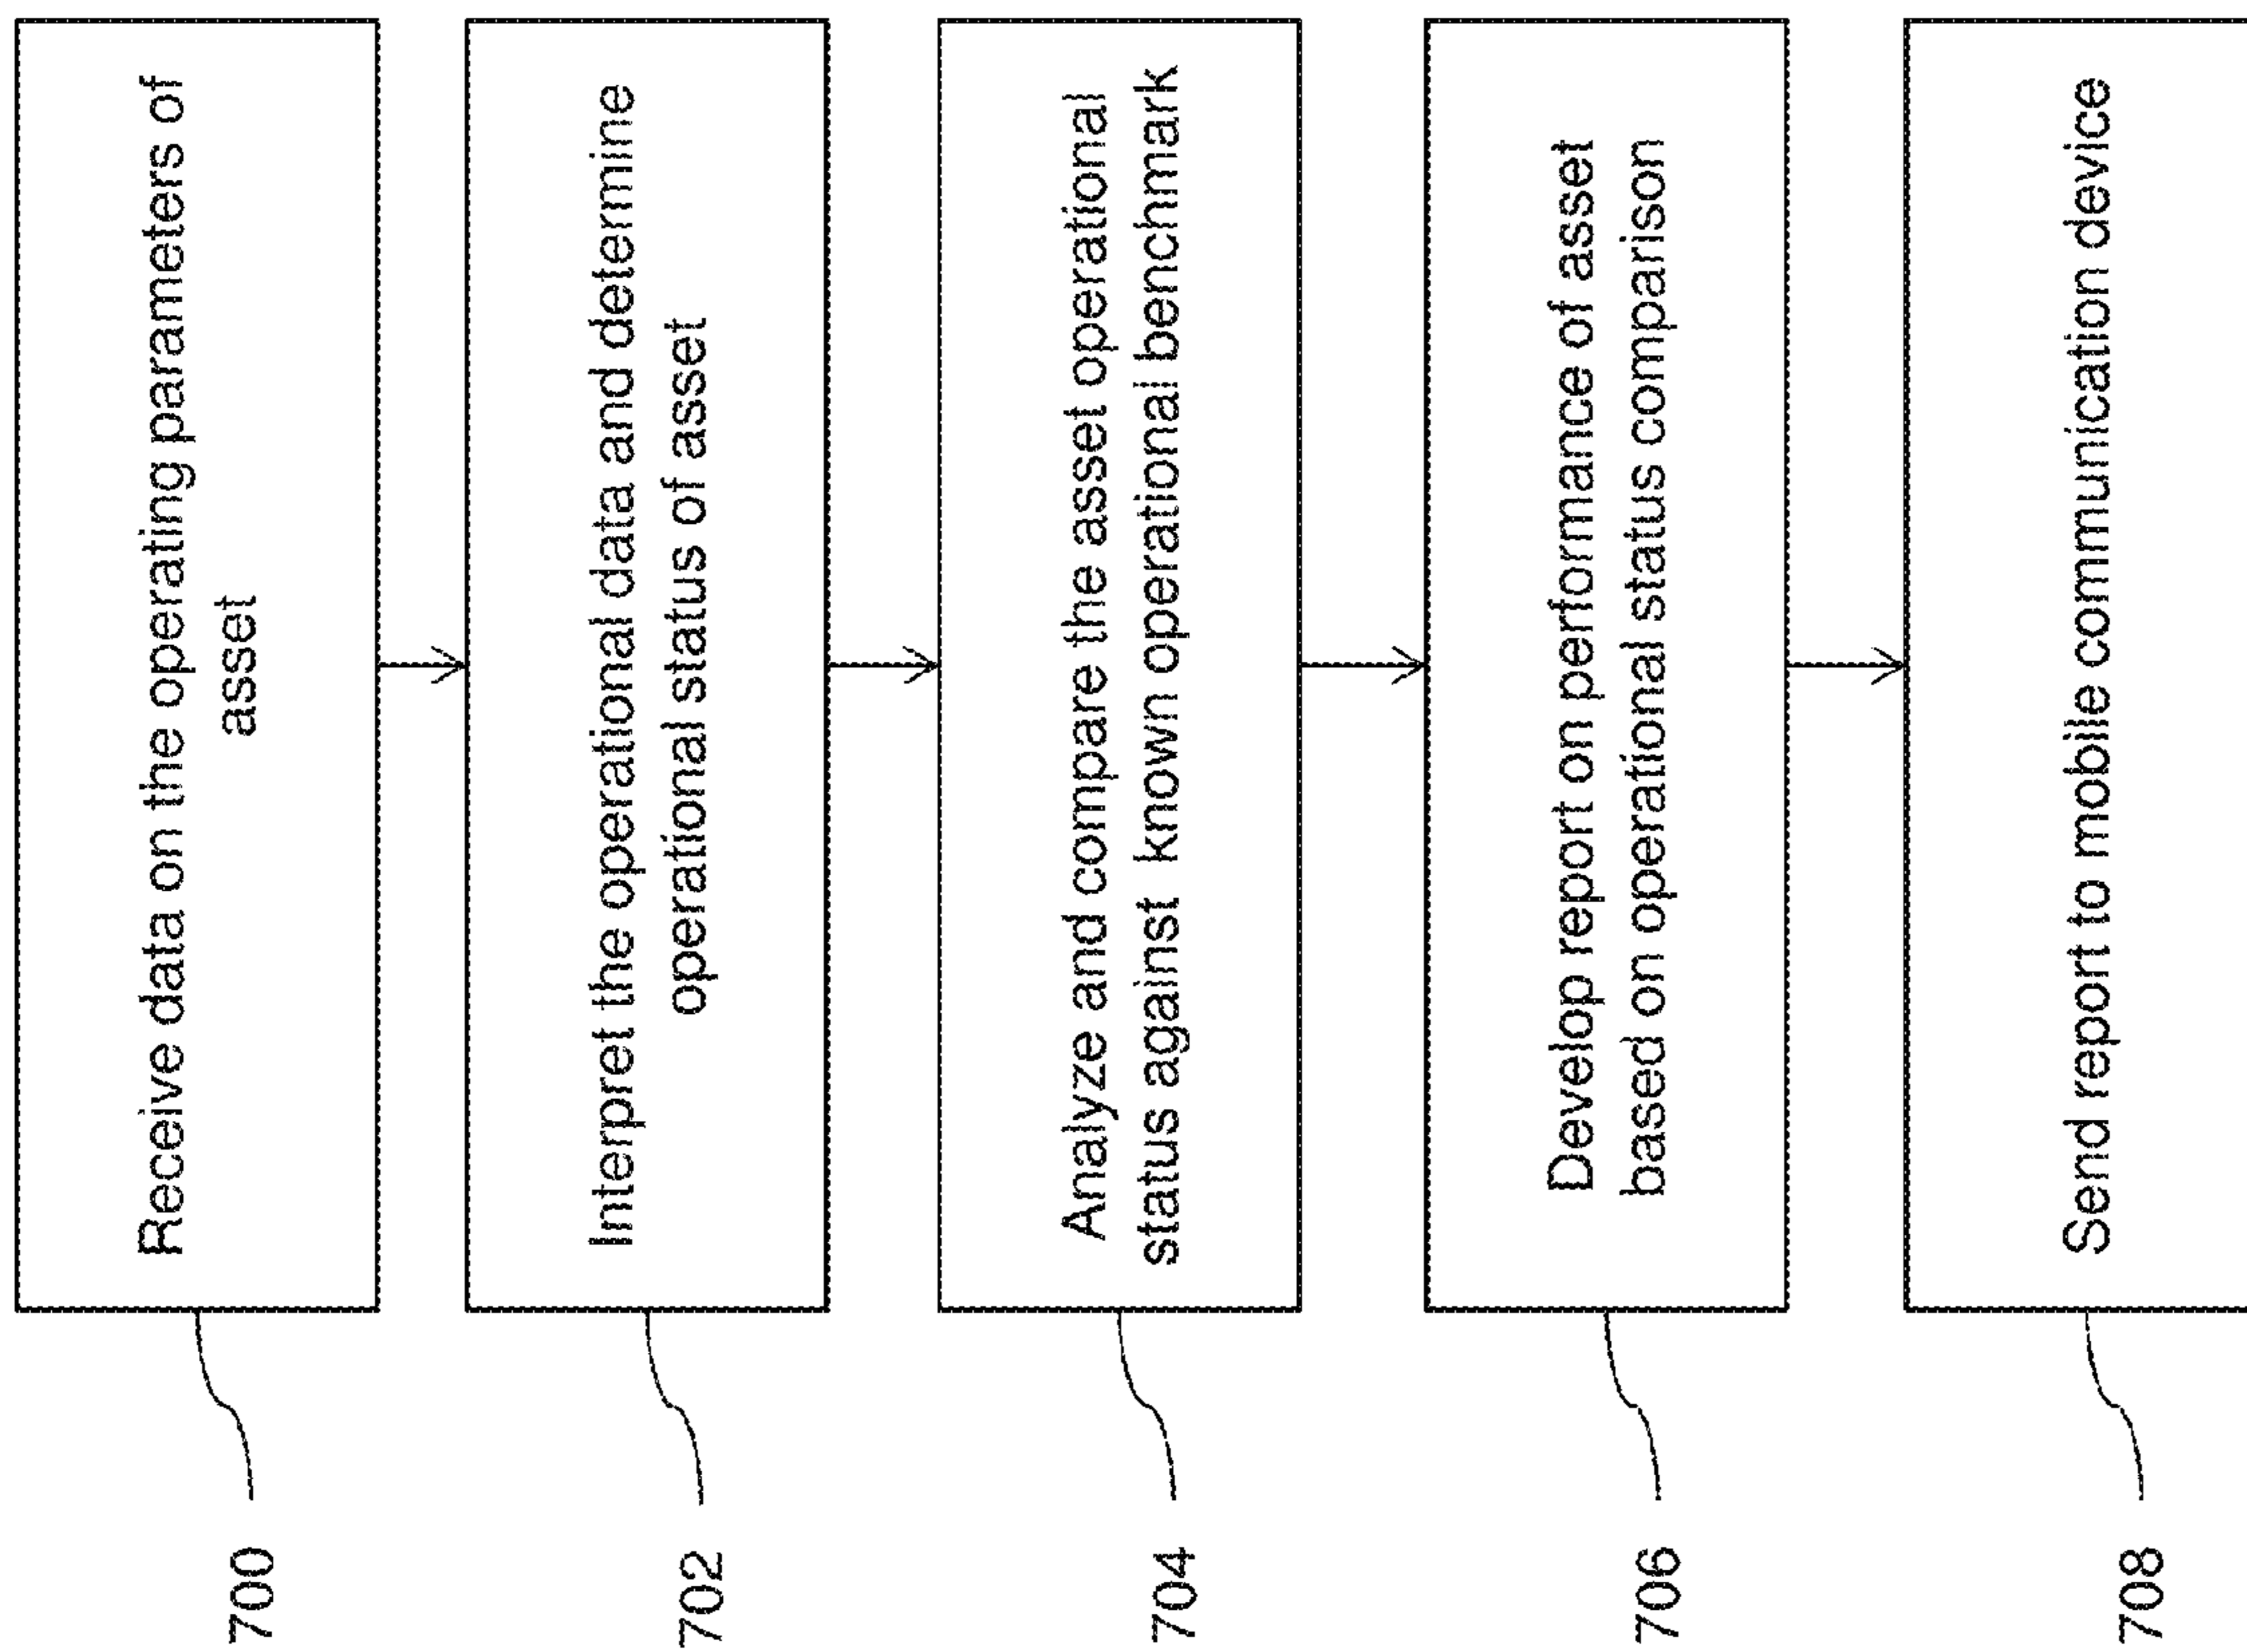 700
Receive data on the operating parameters of
asset
702
Interpret the operational data and determine
operational status of asset
704
Analyze and compare the asset operational
status against known operational benchmark
706
Develop report on performance of asset
based on operational status comparison
708
Send report to mobile communication device